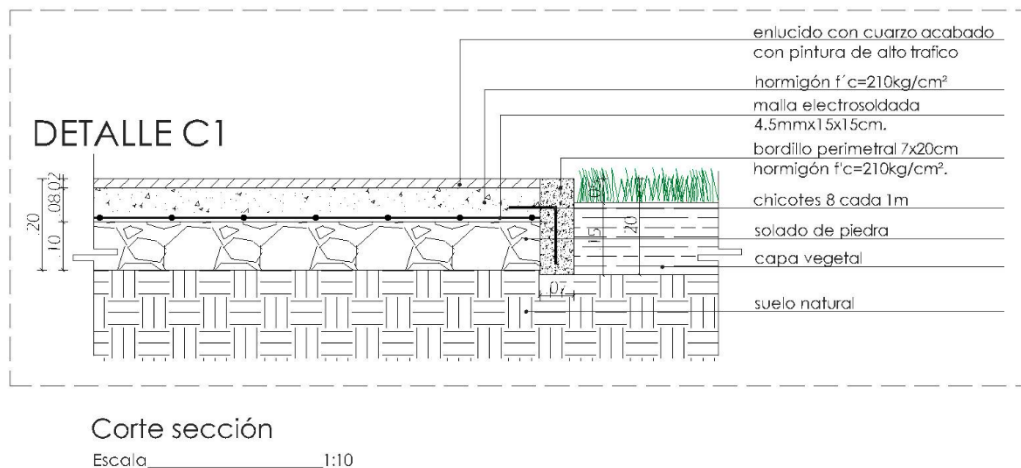 enlucido con cuarzo acabado
con pintura de alto trafico
hormigón f´c=210kg/cm²
malla electrosoldada
4.5mmx15x15cm.
bordillo perimetral 7x20cm
hormigón f'c=210kg/cm².
chicotes 8 cada 1m
solado de piedra
capa vegetal
suelo natural
DETALLE C1
.20
.02
.08
.10
15
20
.07
Corte sección
Escala 1:10